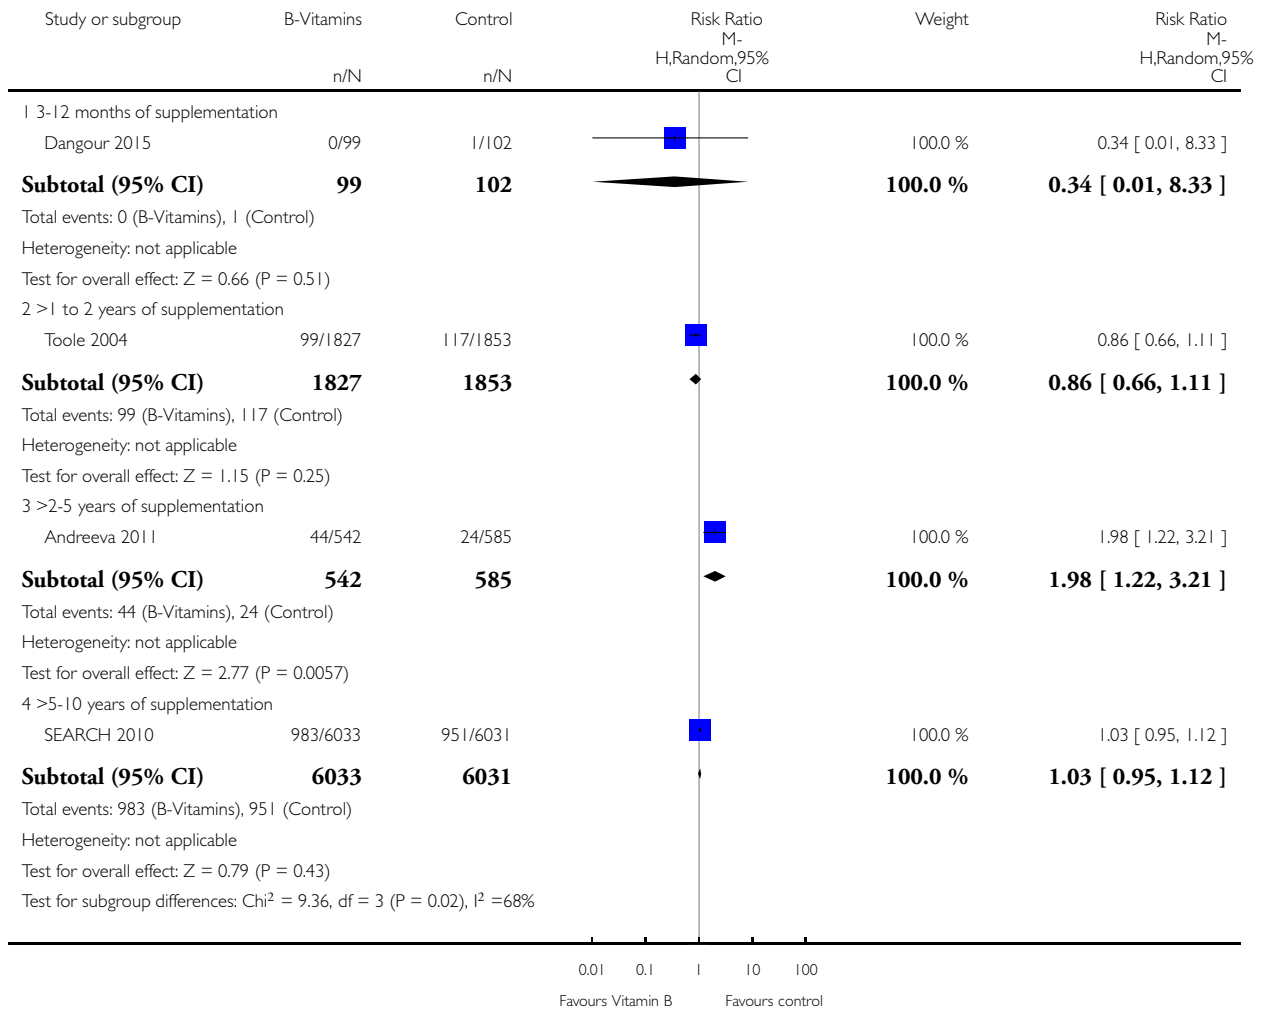 Study or subgroup B-Vitamins Control Risk Ratio Weight Risk Ratio
M- M-
H,Random,95% H,Random,95%
n/N n/N CI CI
1 3-12 months of supplementation
Dangour 2015 0/99 1/102 100.0 % 0.34 [ 0.01, 8.33 ]
Subtotal (95% CI) 99 102 100.0 % 0.34 [ 0.01, 8.33 ]
Total events: 0 (B-Vitamins), 1 (Control)
Heterogeneity: not applicable
Test for overall effect: Z = 0.66 (P = 0.51)
2 >1 to 2 years of supplementation
Toole 2004 99/1827 117/1853 100.0 % 0.86 [ 0.66, 1.11 ]
Subtotal (95% CI) 1827 1853 100.0 % 0.86 [ 0.66, 1.11 ]
Total events: 99 (B-Vitamins), 117 (Control)
Heterogeneity: not applicable
Test for overall effect: Z = 1.15 (P = 0.25)
3 >2-5 years of supplementation
Andreeva 2011 44/542 24/585 100.0 % 1.98 [ 1.22, 3.21 ]
Subtotal (95% CI) 542 585 100.0 % 1.98 [ 1.22, 3.21 ]
Total events: 44 (B-Vitamins), 24 (Control)
Heterogeneity: not applicable
Test for overall effect: Z = 2.77 (P = 0.0057)
4 >5-10 years of supplementation
SEARCH 2010 983/6033 951/6031 100.0 % 1.03 [ 0.95, 1.12 ]
Subtotal (95% CI) 6033 6031 100.0 % 1.03 [ 0.95, 1.12 ]
Total events: 983 (B-Vitamins), 951 (Control)
Heterogeneity: not applicable
Test for overall effect: Z = 0.79 (P = 0.43)
Test for subgroup differences: Chi² = 9.36, df = 3 (P = 0.02), I² =68%
0.01 0.1 1 10 100
Favours Vitamin B Favours control